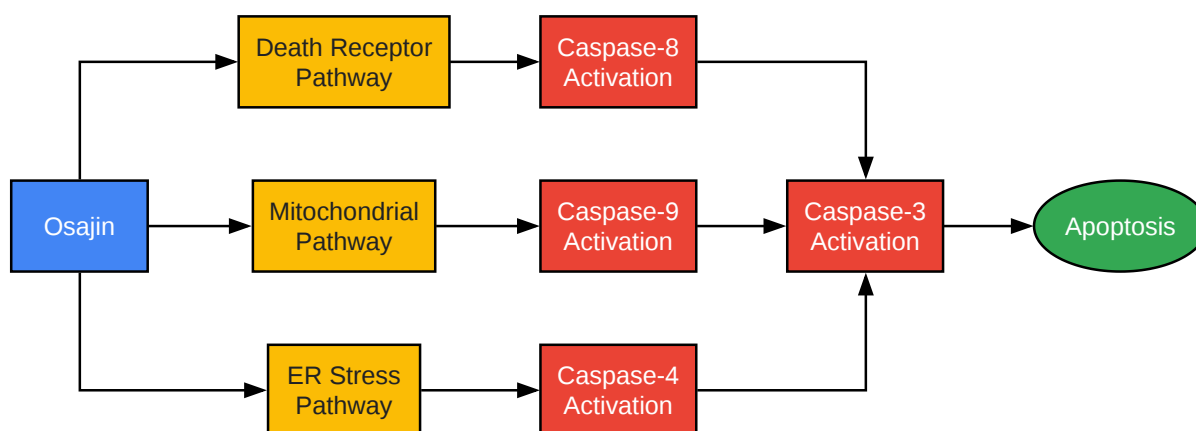 Death Receptor
Pathway
Caspase-8
Activation
Osajin
Mitochondrial
Pathway
Caspase-9
Activation
Caspase-3
Activation
Apoptosis
ER Stress
Pathway
Caspase-4
Activation